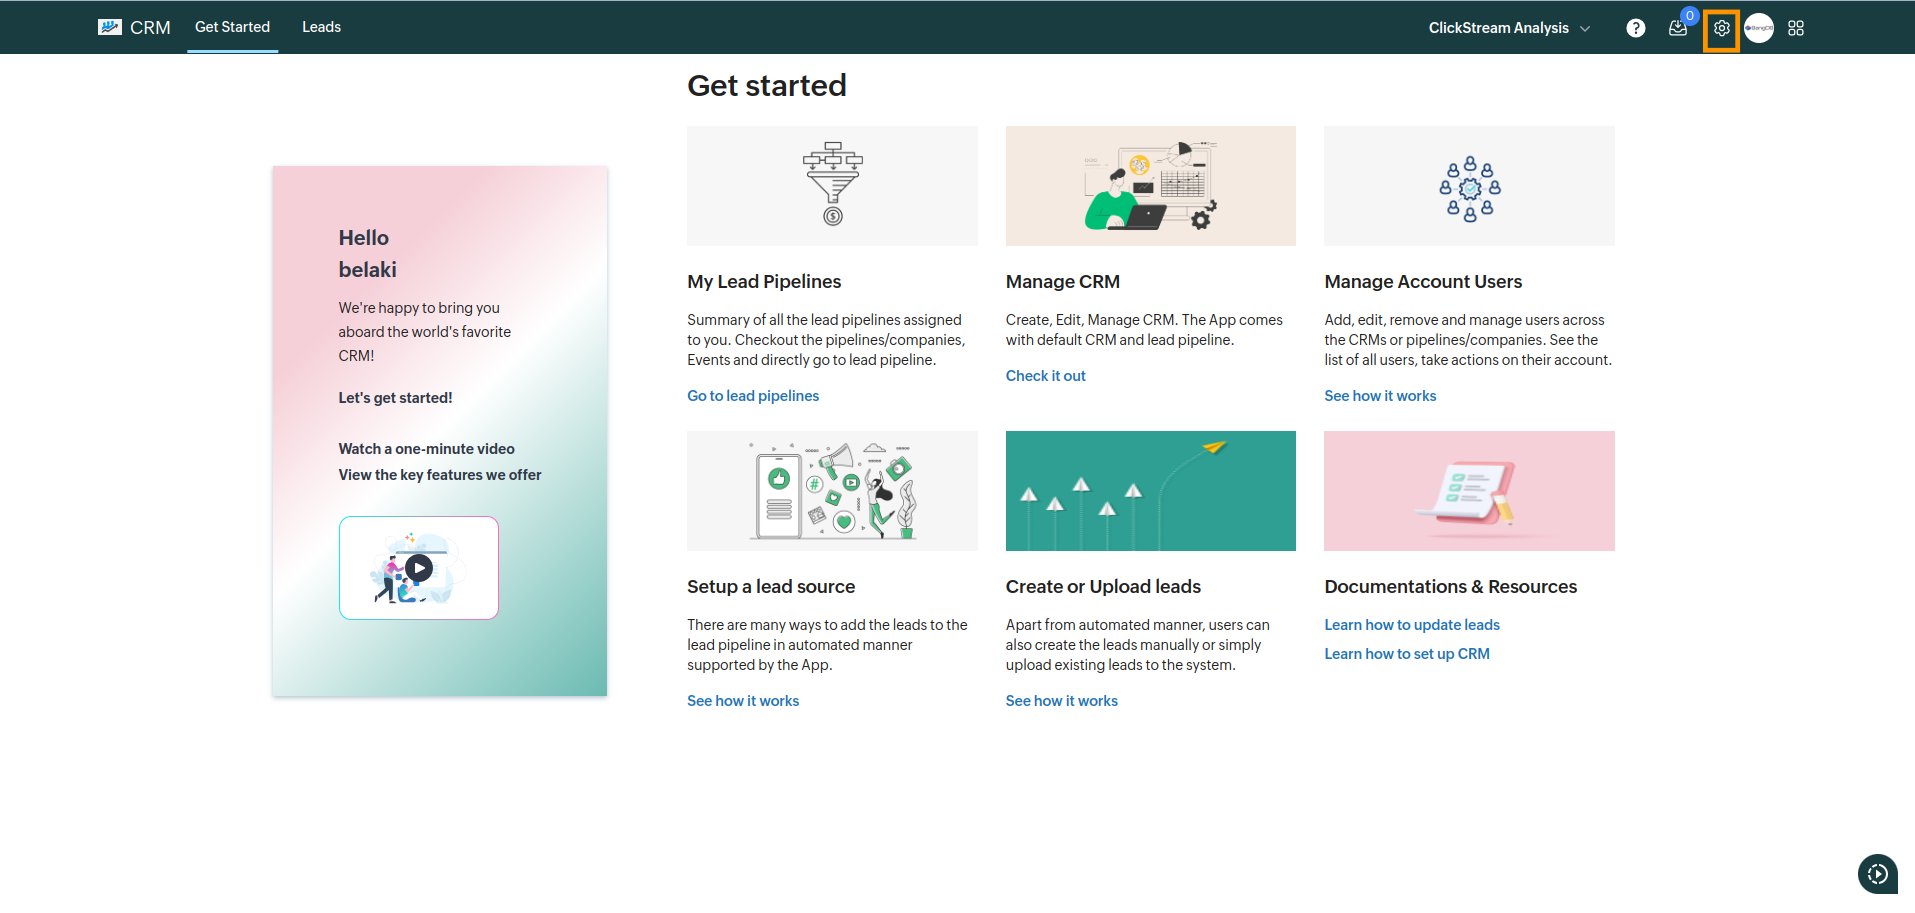 CRM
Get Started
Leads
ClickStream Analysis
?
0
BangDB
Get started
Hello
belaki
We're happy to bring you
aboard the world's favorite
CRM!
Let's get started!
Watch a one-minute video
View the key features we offer
My Lead Pipelines
Summary of all the lead pipelines assigned
to you. Checkout the pipelines/companies,
Events and directly go to lead pipeline.
Go to lead pipelines
Manage CRM
Create, Edit, Manage CRM. The App comes
with default CRM and lead pipeline.
Check it out
Manage Account Users
Add, edit, remove and manage users across
the CRMs or pipelines/companies. See the
list of all users, take actions on their account.
See how it works
#
Setup a lead source
There are many ways to add the leads to the
lead pipeline in automated manner
supported by the App.
See how it works
Create or Upload leads
Apart from automated manner, users can
also create the leads manually or simply
upload existing leads to the system.
See how it works
Documentations & Resources
Learn how to update leads
Learn how to set up CRM